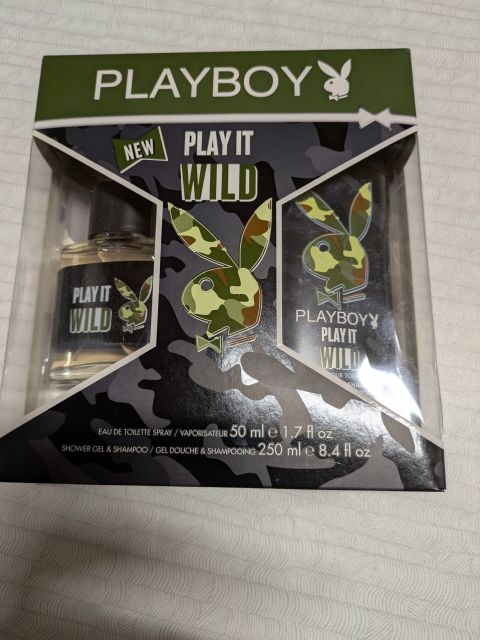 PLAYBOY
NEW
PLAY IT
WILD
PLAY IT
WILD
PLAYBOY
PLAY IT
WILD
EAU DE TOILETTE SPRAY / VAPORISATEUR 50 ml e 1.7 fl oz
SHOWER GEL & SHAMPOO / GEL DOUCHE & SHAMPOOING 250 ml e 8.4 fl oz